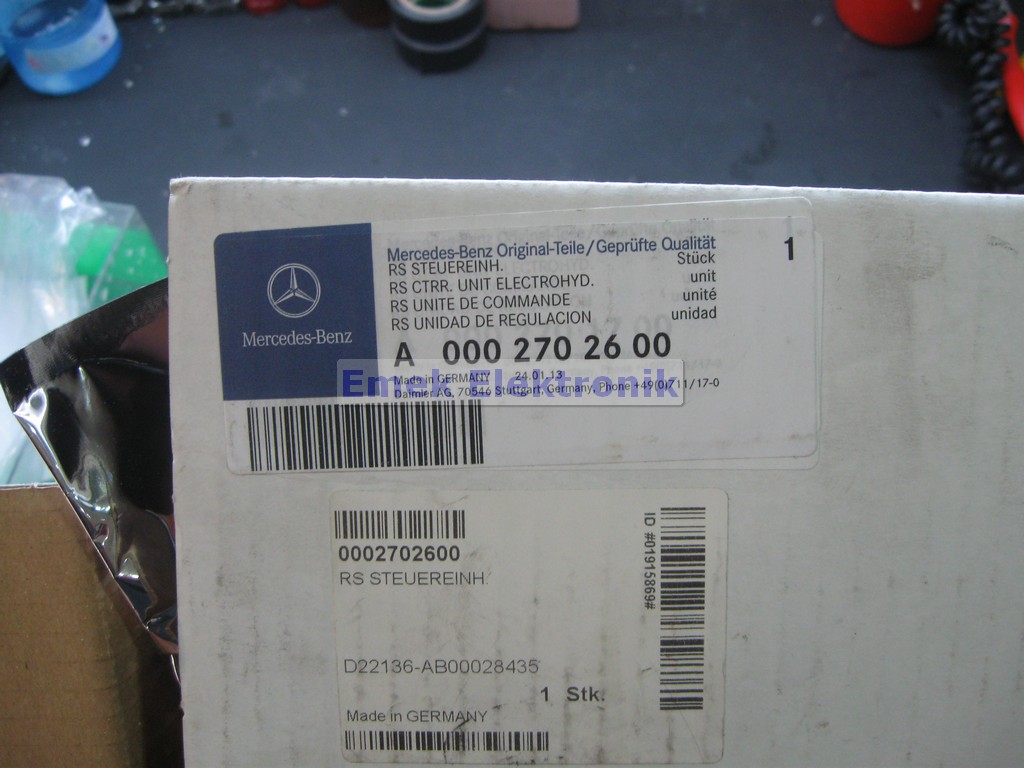 Mercedes-Benz Original-Teile/Geprüfte Qualität
RS STEUEREINH. Stück
RS CTRR. UNIT ELECTROHYD. unit
RS UNITE DE COMMANDE unité
RS UNIDAD DE REGULACION unidad
1
Mercedes-Benz
A 000 270 26 00
Made in GERMANY 24.01.13
Daimler AG, 70546 Stuttgart, Germany, Phone +49(0)711/17-0
Emek Elektronik
0002702600
RS STEUEREINH
ID #01915869#
D22136-AB00028435
1 Stk.
Made in GERMANY